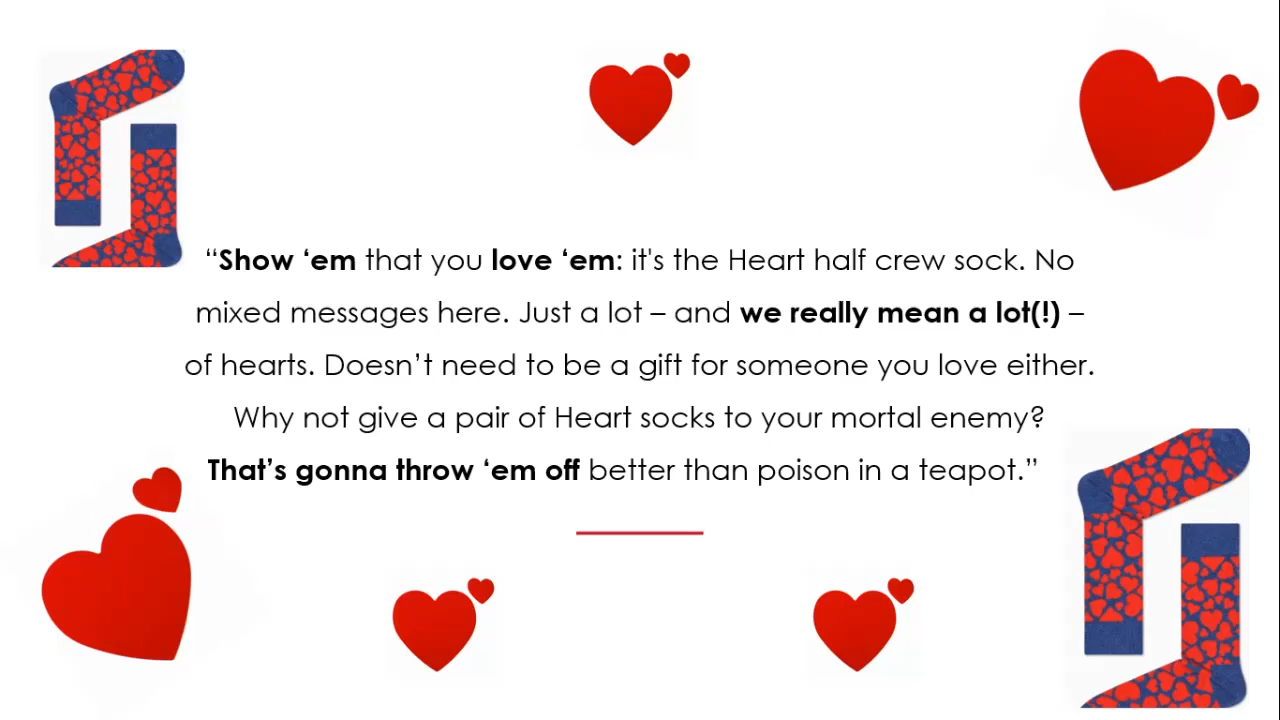 “Show ‘em that you love ‘em: it's the Heart half crew sock. No
mixed messages here. Just a lot – and we really mean a lot(!) –
of hearts. Doesn’t need to be a gift for someone you love either.
Why not give a pair of Heart socks to your mortal enemy?
That’s gonna throw ‘em off better than poison in a teapot.”